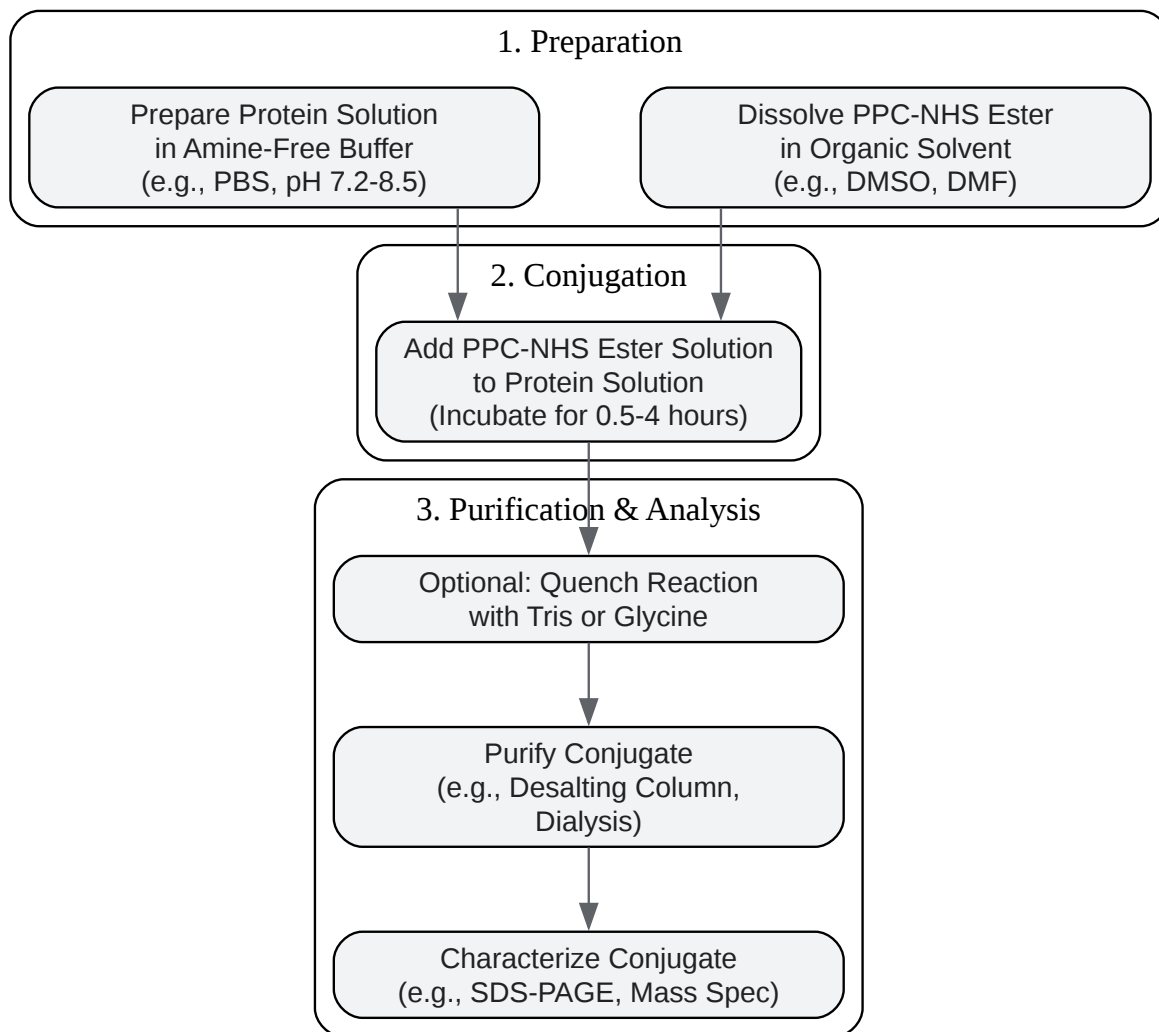 1. Preparation
Prepare Protein Solution
in Amine-Free Buffer
(e.g., PBS, pH 7.2-8.5)
Dissolve PPC-NHS Ester
in Organic Solvent
(e.g., DMSO, DMF)
2. Conjugation
Add PPC-NHS Ester Solution
to Protein Solution
(Incubate for 0.5-4 hours)
3. Purification & Analysis
Optional: Quench Reaction
with Tris or Glycine
Purify Conjugate
(e.g., Desalting Column,
Dialysis)
Characterize Conjugate
(e.g., SDS-PAGE, Mass Spec)